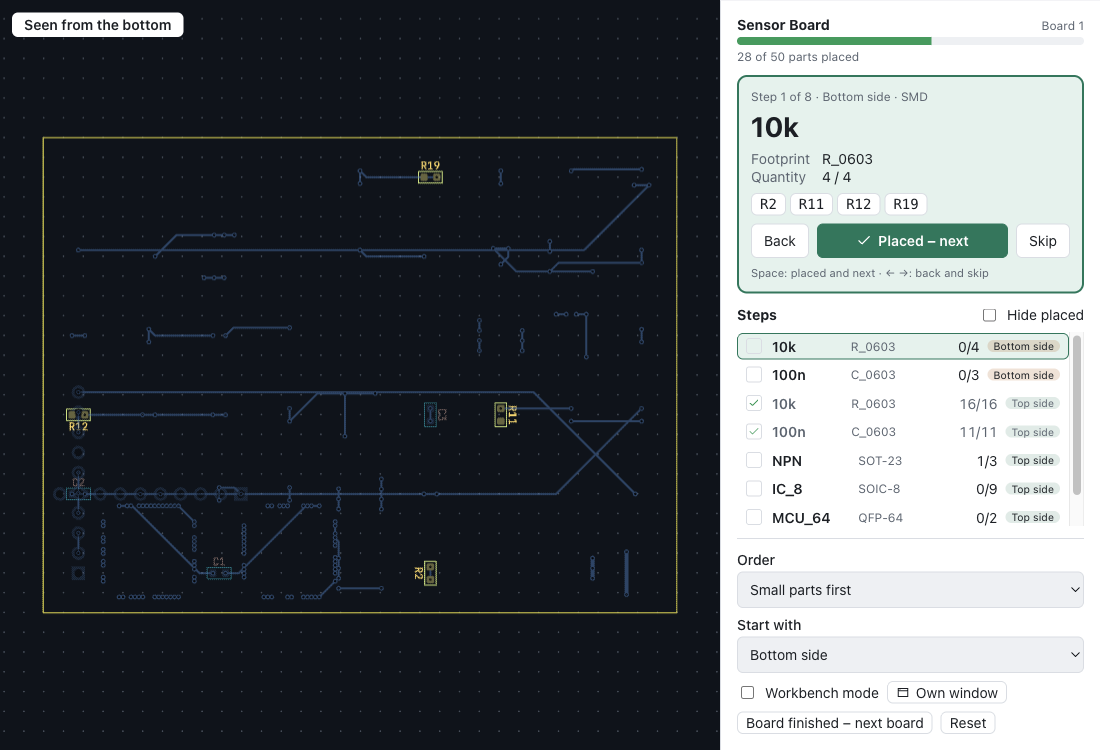 Seen from the bottom
R19
R12
C3
R11
C2
C1
R2
Sensor Board
Board 1
28 of 50 parts placed
Step 1 of 8 · Bottom side · SMD
10k
Footprint R_0603
Quantity 4 / 4
R2 R11 R12 R19
Back
✓ Placed – next
Skip
Space: placed and next · ← →: back and skip
Steps
Hide placed
10k R_0603 0/4 Bottom side
100n C_0603 0/3 Bottom side
10k R_0603 16/16 Top side
100n C_0603 11/11 Top side
NPN SOT-23 1/3 Top side
IC_8 SOIC-8 0/9 Top side
MCU_64 QFP-64 0/2 Top side
Order
Small parts first
Start with
Bottom side
Workbench mode
Own window
Board finished – next board
Reset